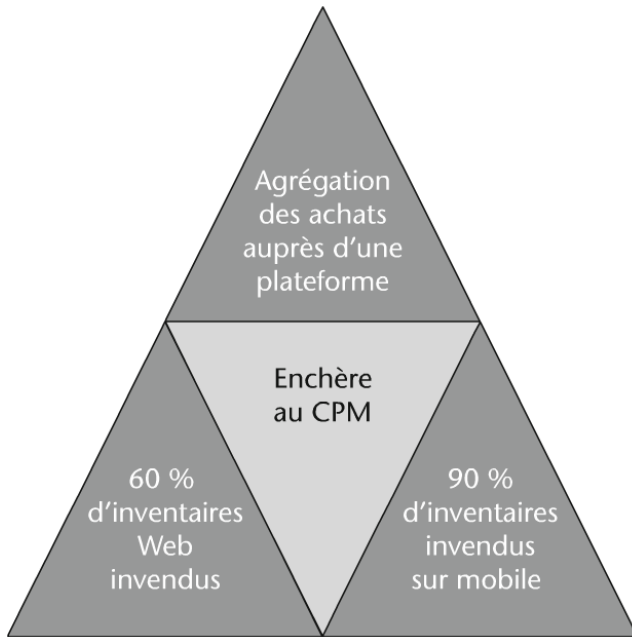 Agrégation
des achats
auprès d’une
plateforme
Enchère
au CPM
60 %
d’inventaires
Web
invendus
90 %
d’inventaires
invendus
sur mobile